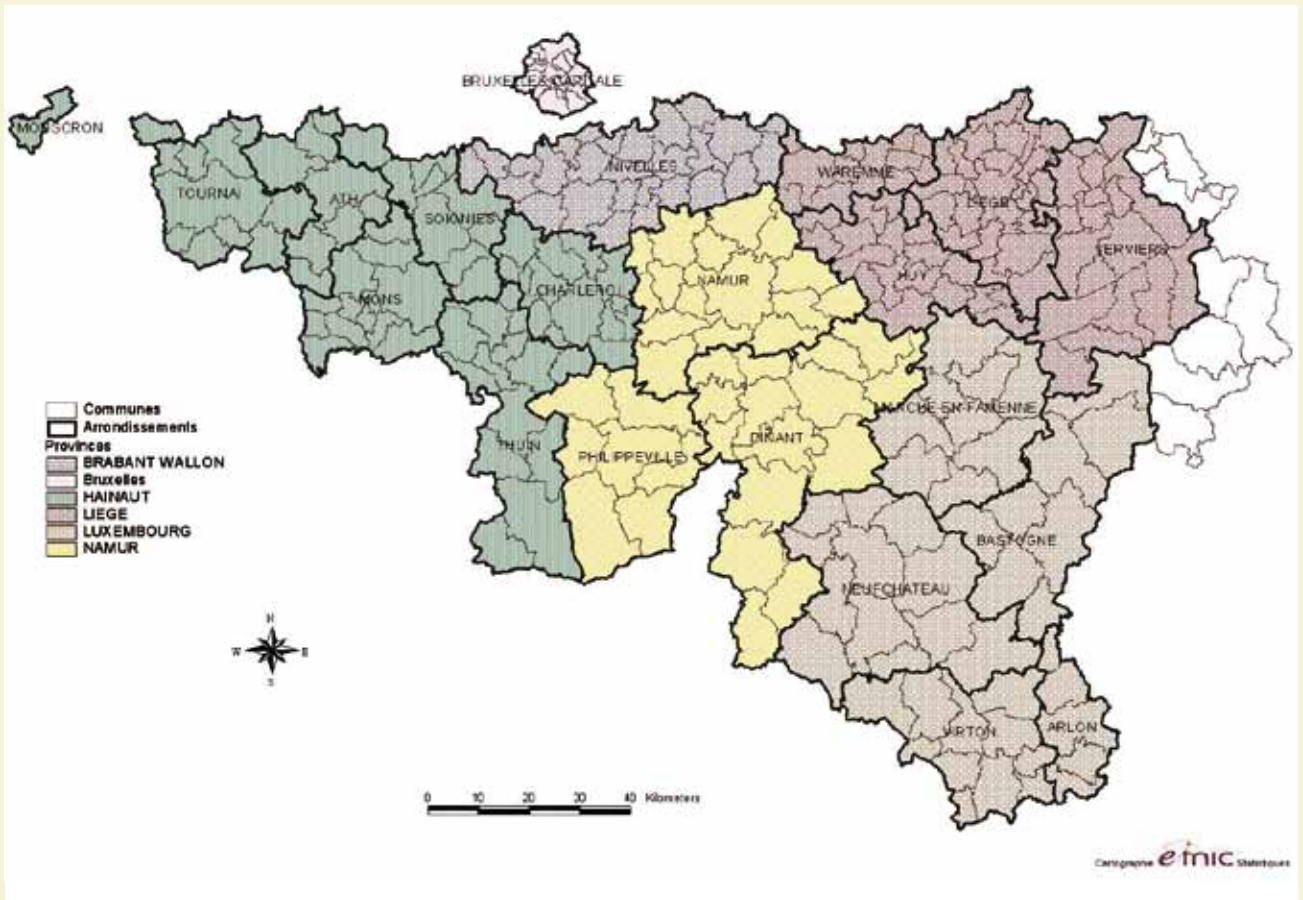 BRUXELLES-CAPITALE
MOUSCRON
NIVELLES
WAREMME
TOURNAI
ATH
LIEGE
SOIGNIES
VERVIERS
HUY
NAMUR
CHARLEROI
MONS
MARCHE-EN-FAMENNE
DINANT
THUIN
PHILIPPEVILLE
BASTOGNE
NEUFCHATEAU
VIRTON
ARLON
Communes
Arrondissements
Provinces
BRABANT WALLON
Bruxelles
HAINAUT
LIEGE
LUXEMBOURG
NAMUR
N
W E
S
0 10 20 30 40 Kilometers
Cartographie etnic Statistiques